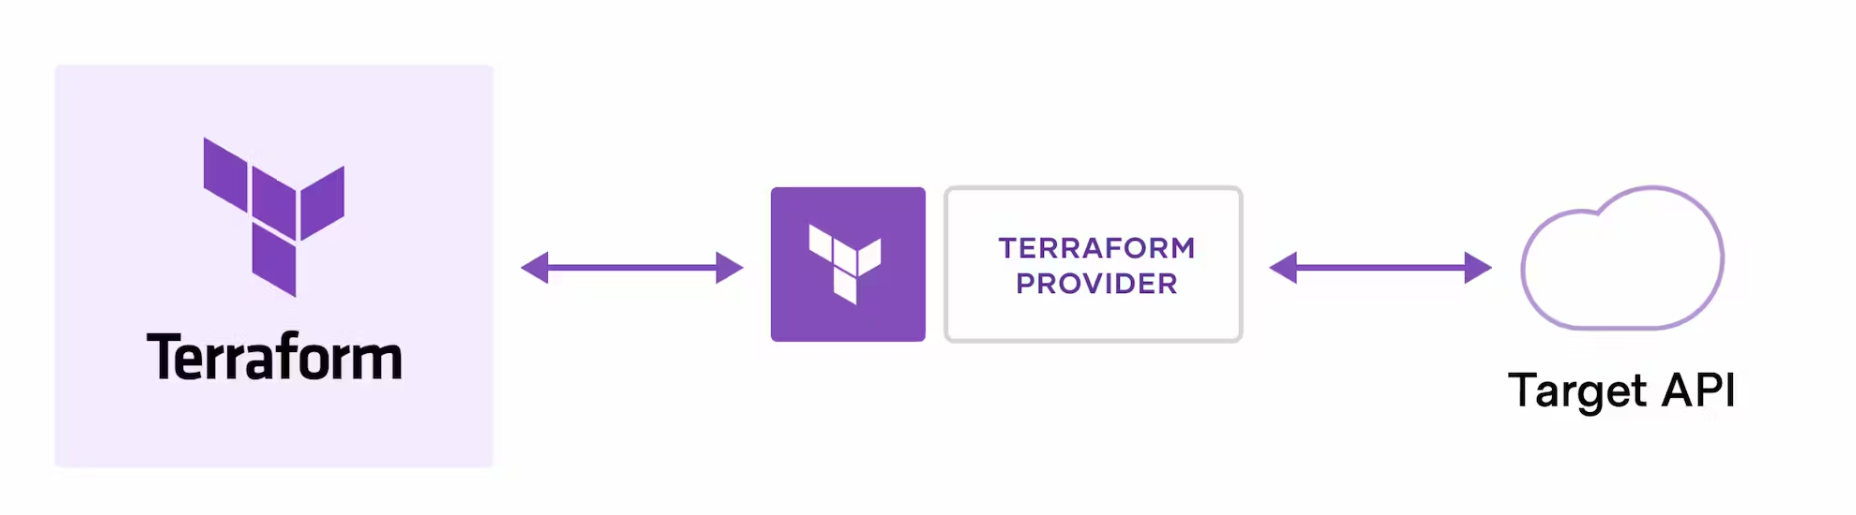 Terraform
TERRAFORM
PROVIDER
Target API